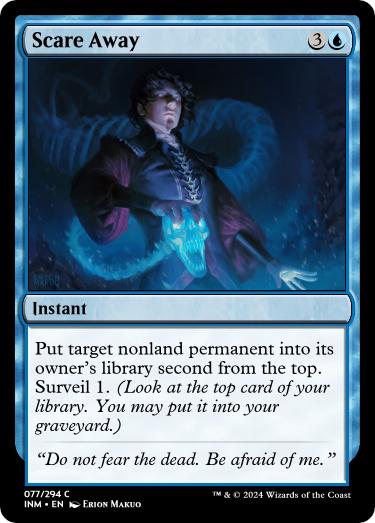 Scare Away 3
Instant
Put target nonland permanent into its
owner's library second from the top.
Surveil 1. (Look at the top card of your
library. You may put it into your
graveyard.)
“Do not fear the dead. Be afraid of me.”
077/294 C
INM • EN Erion Makuo
™ & © 2024 Wizards of the Coast